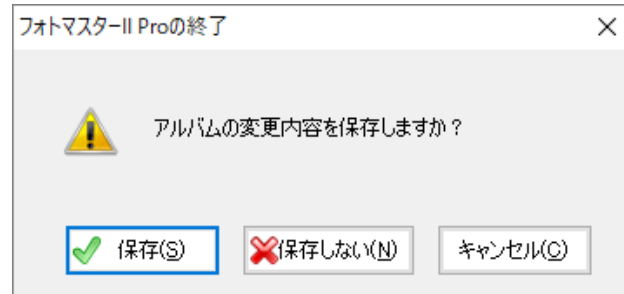 フォトマスターII Proの終了
アルバムの変更内容を保存しますか？
保存(S)
保存しない(N)
キャンセル(C)